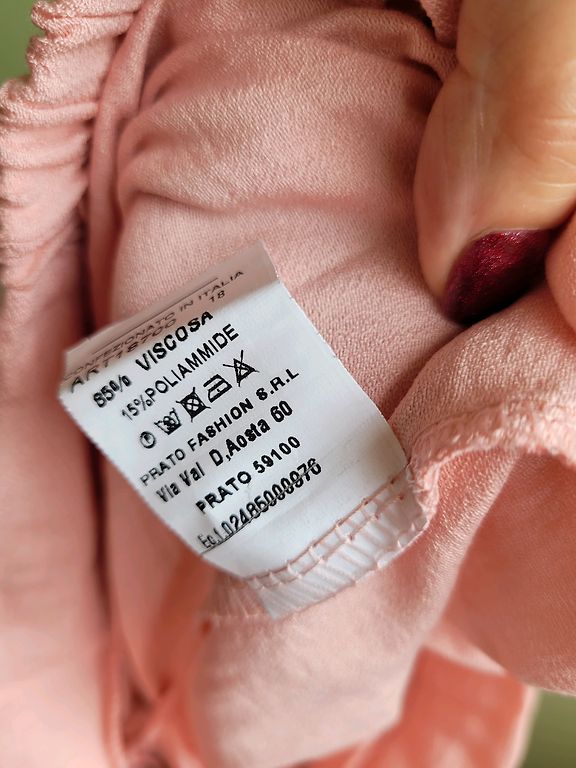 CONFEZIONATO IN ITALIA
18
85% VISCOSA
15%POLIAMMIDE
PRATO FASHION S.R.L
Via Val D,Aosta 60
PRATO 59100